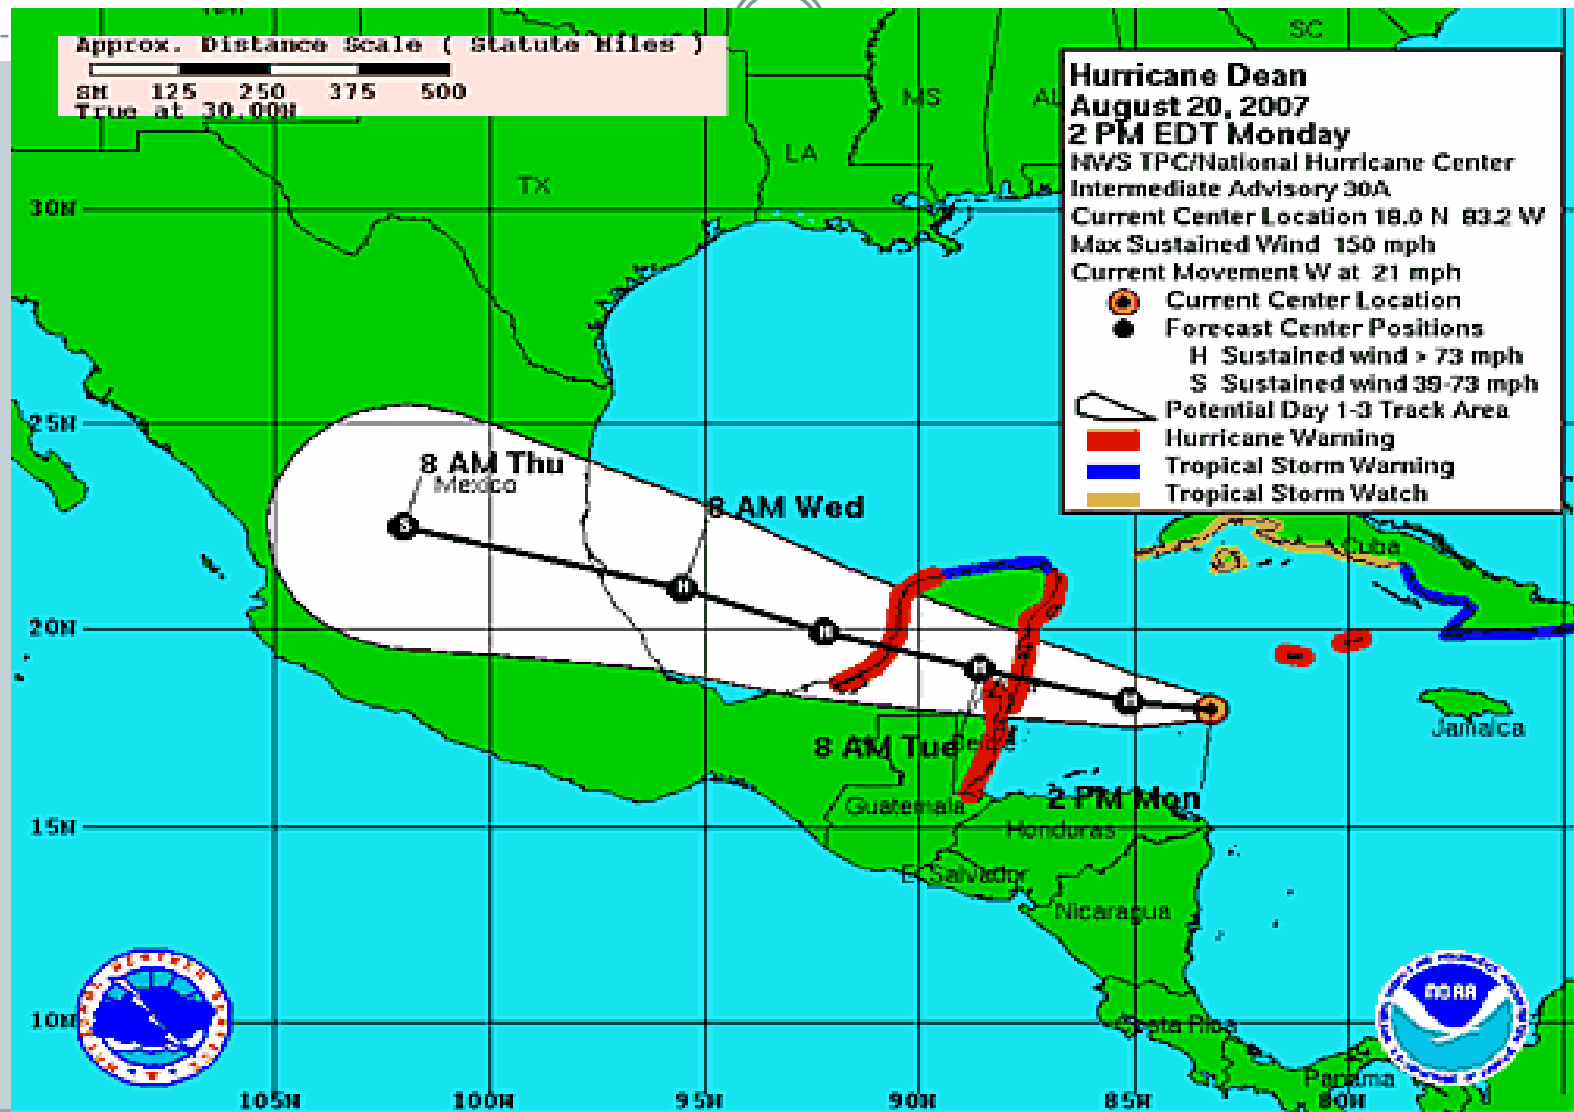 SC
Approx. Distance Scale ( Statute Miles )
SM 125 250 375 500
True at 30.00N
Hurricane Dean
August 20, 2007
2 PM EDT Monday
NWS TPC/National Hurricane Center
Intermediate Advisory 30A
Current Center Location 18.0 N 83.2 W
Max Sustained Wind 150 mph
Current Movement W at 21 mph
Current Center Location
Forecast Center Positions
H Sustained wind > 73 mph
S Sustained wind 39-73 mph
Potential Day 1-3 Track Area
Hurricane Warning
Tropical Storm Warning
Tropical Storm Watch
MS
AL
LA
TX
30N
25N
8 AM Thu
Mexico
S
8 AM Wed
H
H
H
H
Cuba
20N
Jamaica
8 AM Tue
Belize
2 PM Mon
Guatemala
Honduras
15N
El Salvador
Nicaragua
NOAA
10N
Costa Rica
Panama
105W 100W 95W 90W 85W 80W